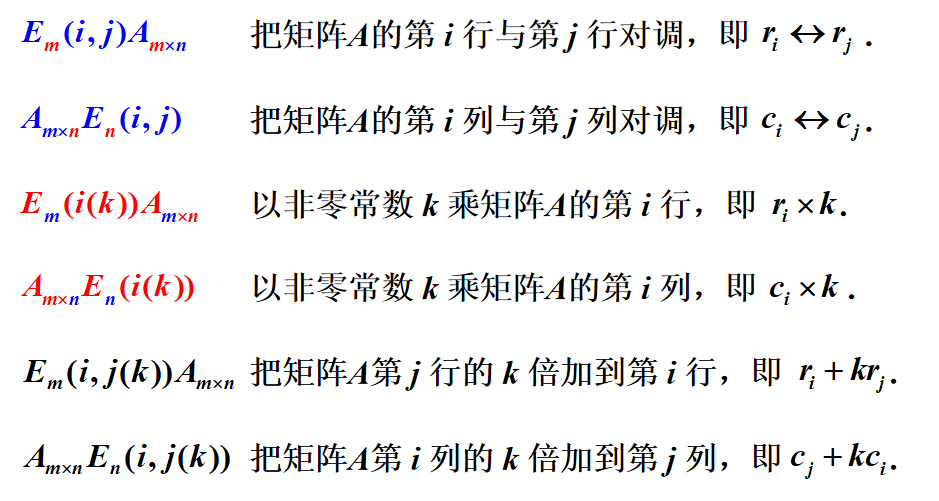 Eₘ(i, j)Aₘ×ₙ 把矩阵A的第 i 行与第 j 行对调，即 rᵢ ↔ rⱼ .
Aₘ×ₙEₙ(i, j) 把矩阵A的第 i 列与第 j 列对调，即 cᵢ ↔ cⱼ .
Eₘ(i(k))Aₘ×ₙ 以非零常数 k 乘矩阵A的第 i 行，即 rᵢ × k .
Aₘ×ₙEₙ(i(k)) 以非零常数 k 乘矩阵A的第 i 列，即 cᵢ × k .
Eₘ(i, j(k))Aₘ×ₙ 把矩阵A第 j 行的 k 倍加到第 i 行，即 rᵢ + krⱼ .
Aₘ×ₙEₙ(i, j(k)) 把矩阵A第 i 列的 k 倍加到第 j 列，即 cⱼ + kcᵢ .